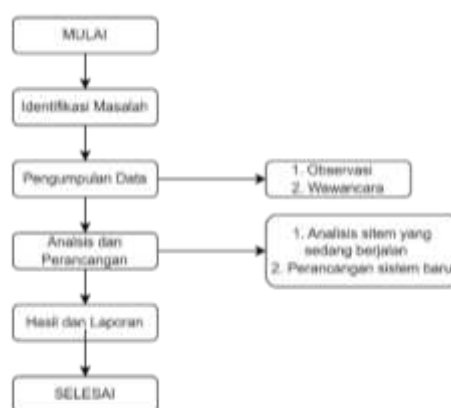 MULAI
Identifikasi Masalah
Pengumpulan Data
1. Observasi
2. Wawancara
Analsis dan
Perancangan
1. Analisis sitem yang
sedang berjalan
2. Perancangan sistem baru
Hasil dan Laporan
SELESAI